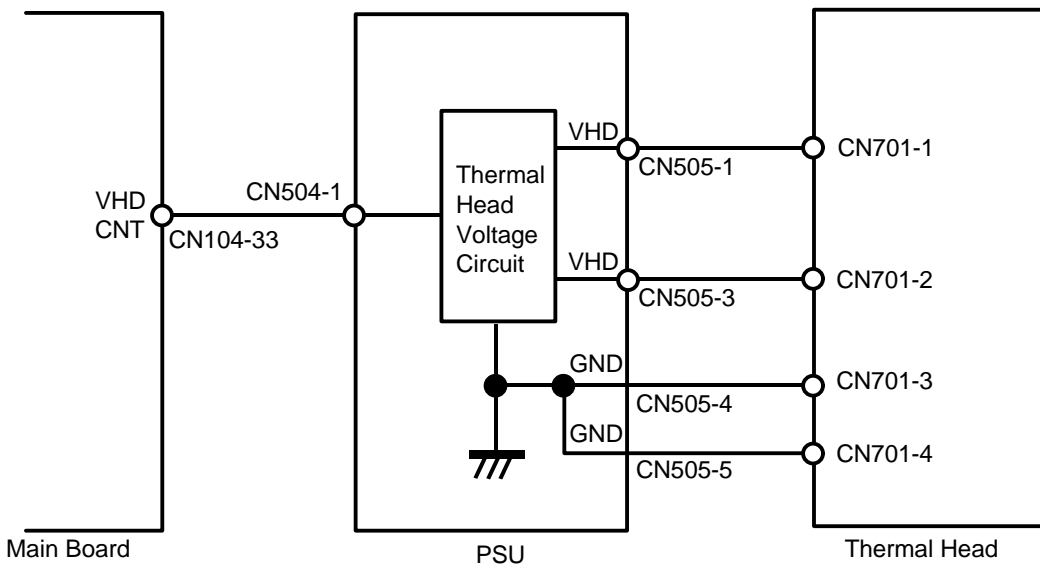 VHD
CNT
CN104-33
CN504-1
Thermal
Head
Voltage
Circuit
VHD
CN505-1
CN701-1
VHD
CN505-3
CN701-2
GND
CN505-4
CN701-3
GND
CN505-5
CN701-4
Main Board
PSU
Thermal Head